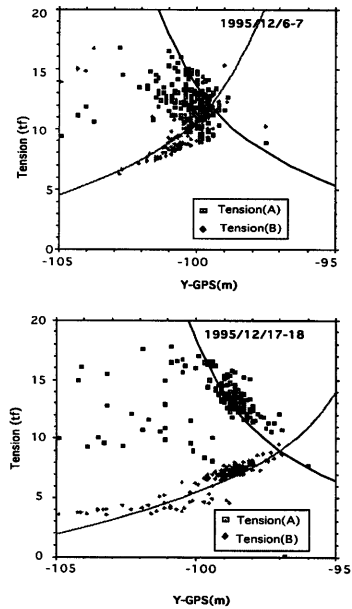 1995/12/6-7
20
15
10
5
0
Tension (tf)
Tension(A)
Tension(B)
-105
-100
-95
Y-GPS(m)
1995/12/17-18
20
15
10
5
0
Tension (tf)
Tension(A)
Tension(B)
-105
-100
-95
Y-GPS(m)